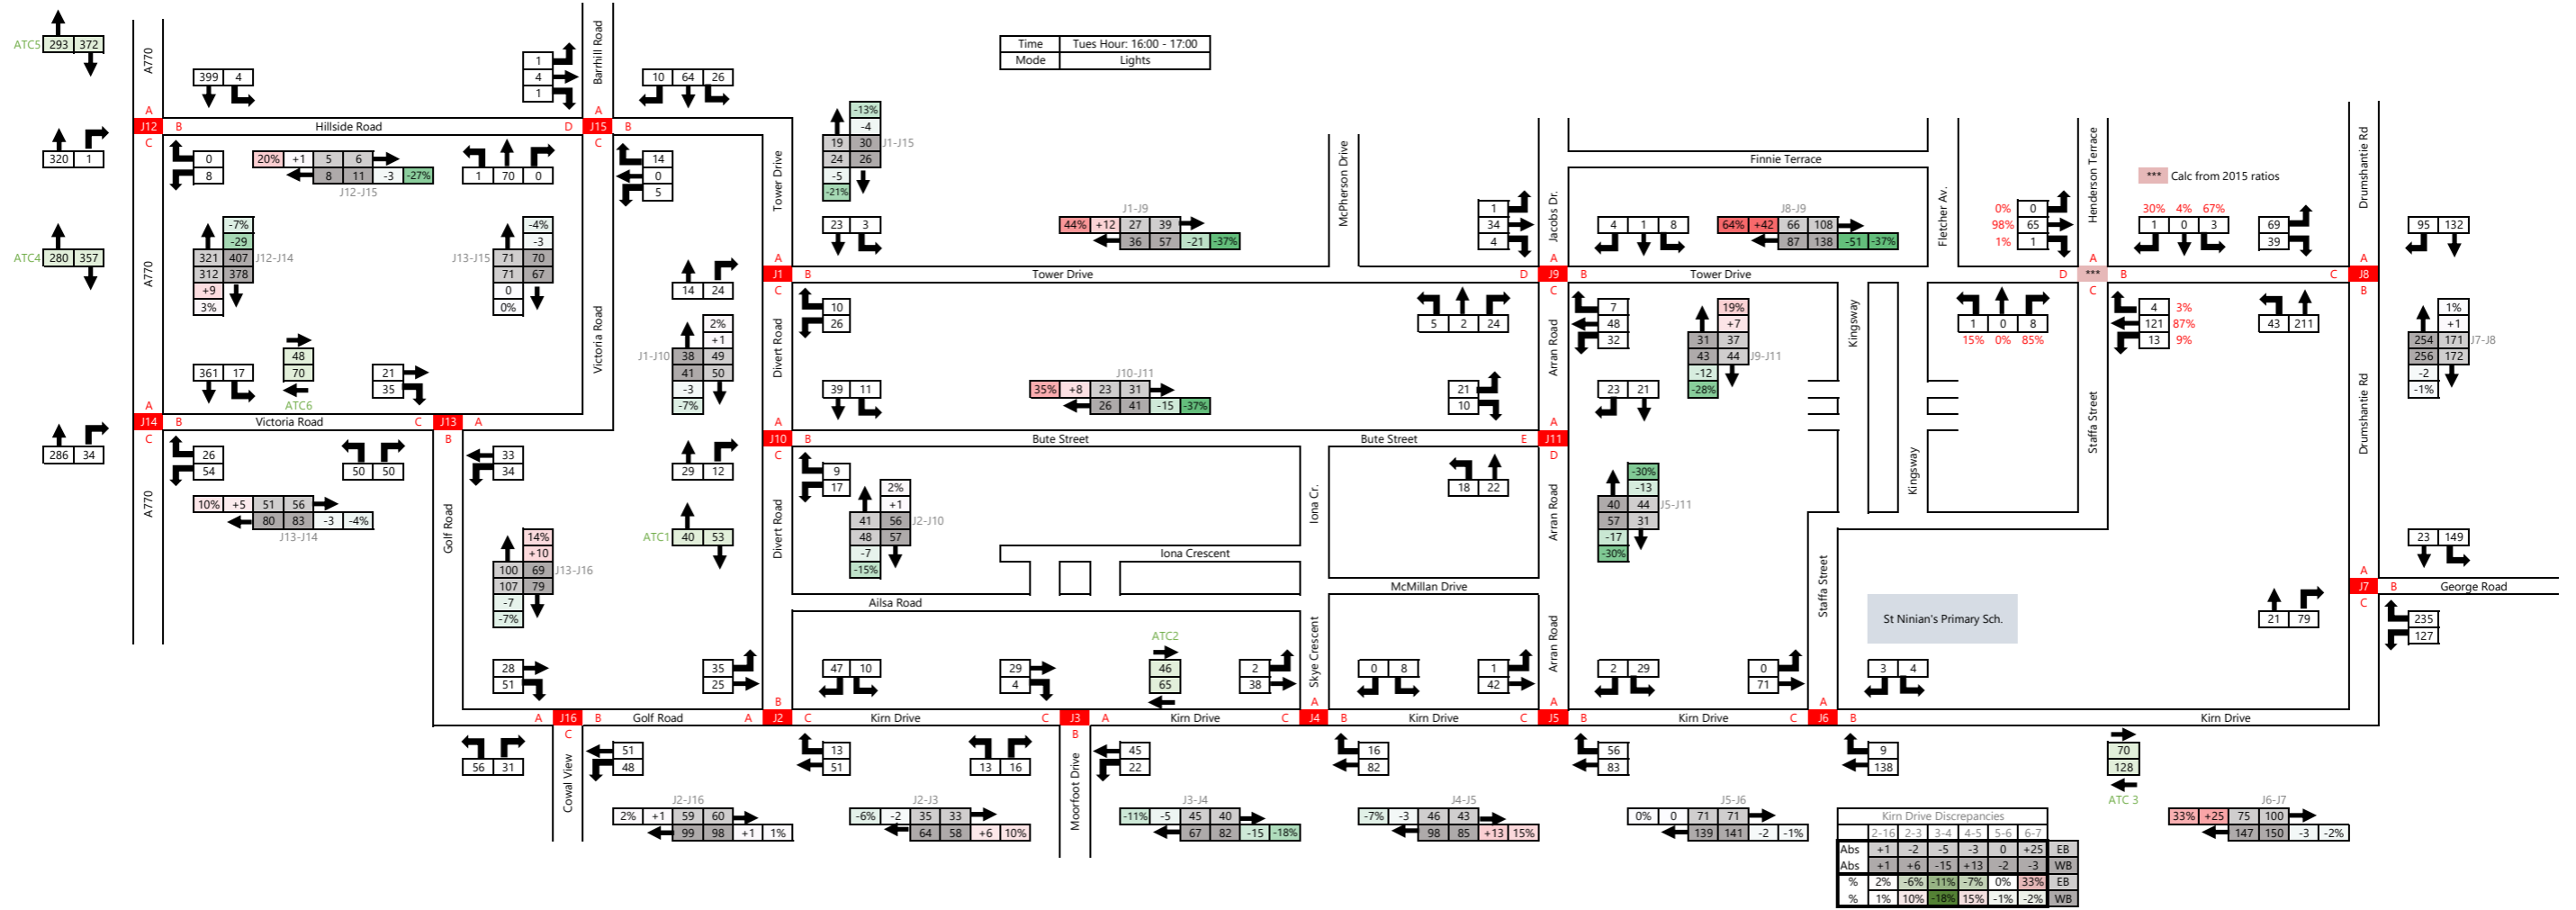 Time Tues Hour: 16:00 - 17:00
Mode Lights
ATC5 293 372
A770
399 4
1
4
1
Barrhill Road
10 64 26
A
J12 B Hillside Road D J15 B
C
A
C
320 1
0
8
20% +1 5 6
8 11 -3 -27%
J12-J15
1 70 0
14
0
5
Tower Drive
-13%
-4
19 30 J1-J15
24 26
-5
-21%
23 3
J1-J9
44% +12 27 39
36 57 -21 -37%
McPherson Drive
1
34
4
Jacobs Dr.
Finnie Terrace
4 1 8
J8-J9
64% +42 66 108
87 138 -51 -37%
Fletcher Av.
0% 0
98% 65
1% 1
Henderson Terrace
*** Calc from 2015 ratios
30% 4% 67%
1 0 3
69
39
Drumshantie Rd
95 132
ATC4 280 357
A770
-7%
-29
321 407 J12-J14
312 378
+9
3%
-4%
-3
J13-J15 71 70
71 67
0
0%
Victoria Road
14 24
A
J1 B Tower Drive D J9 B Tower Drive D *** B C J8
C
A
C
A
C
A
B
10
26
5 2 24
7
48
32
19%
+7
31 37
43 44 J9-J11
-12
-28%
Kingsway
1 0 8
15% 0% 85%
4 3%
121 87%
13 9%
43 211
1%
+1
254 171 J7-J8
256 172
-2
-1%
361 17
48
70
ATC6
21
35
2%
+1
J1-J10 38 49
41 50
-3
-7%
Divert Road
39 11
J10-J11
35% +8 23 31
26 41 -15 -37%
21
10
Arran Road
23 21
Staffa Street
Drumshantie Rd
A
J14 B Victoria Road C J13 A
C
B
286 34
26
54
50 50
33
34
29 12
A
J10 B Bute Street Bute Street E J11
C
A
D
9
17
18 22
A770
10% +5 51 56
80 83 -3 -4%
J13-J14
Golf Road
ATC1 40 53
Divert Road
2%
+1
41 56 J2-J10
48 57
-7
-15%
Iona Cr.
Arran Road
-30%
-13
40 44 J5-J11
57 31
-17
-30%
Kingsway
14%
+10
100 69 J13-J16
107 79
-7
-7%
Iona Crescent
McMillan Drive
Ailsa Road
Staffa Street
St Ninian's Primary Sch.
23 149
A
J7 B George Road
C
21 79
235
127
28
51
35
25
47 10
29
4
ATC2
46
65
2
38
Skye Crescent
0 8
1
42
Arran Road
2 29
0
71
3 4
A J16 B Golf Road A J2 C Kirn Drive C J3 A Kirn Drive C J4 B Kirn Drive C J5 B Kirn Drive C J6 B Kirn Drive
C
B
B
A
A
A
56 31
Cowal View
51
48
13
51
13 16
Moorfoot Drive
45
22
16
82
56
83
9
138
70
128
ATC 3
J2-J16
2% +1 59 60
99 98 +1 1%
J2-J3
-6% -2 35 33
64 58 +6 10%
J3-J4
-11% -5 45 40
67 82 -15 -18%
J4-J5
-7% -3 46 43
98 85 +13 15%
J5-J6
0% 0 71 71
139 141 -2 -1%
J6-J7
33% +25 75 100
147 150 -3 -2%
Kirn Drive Discrepancies
2-16 2-3 3-4 4-5 5-6 6-7
Abs +1 -2 -5 -3 0 +25 EB
Abs +1 +6 -15 +13 -2 -3 WB
% 2% -6% -11% -7% 0% 33% EB
% 1% 10% -18% 15% -1% -2% WB